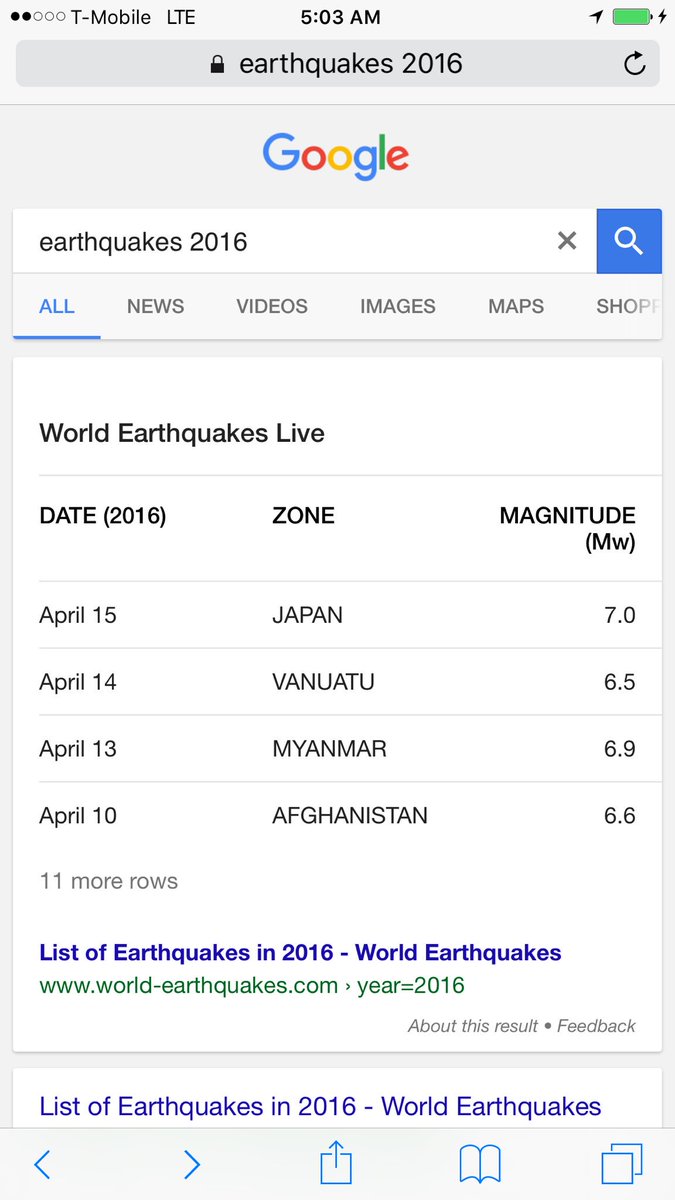 T-Mobile LTE 5:03 AM
earthquakes 2016
Google
earthquakes 2016
ALL NEWS VIDEOS IMAGES MAPS SHOPP
World Earthquakes Live
DATE (2016) ZONE MAGNITUDE
(Mw)
April 15 JAPAN 7.0
April 14 VANUATU 6.5
April 13 MYANMAR 6.9
April 10 AFGHANISTAN 6.6
11 more rows
List of Earthquakes in 2016 - World Earthquakes
www.world-earthquakes.com › year=2016
About this result • Feedback
List of Earthquakes in 2016 - World Earthquakes